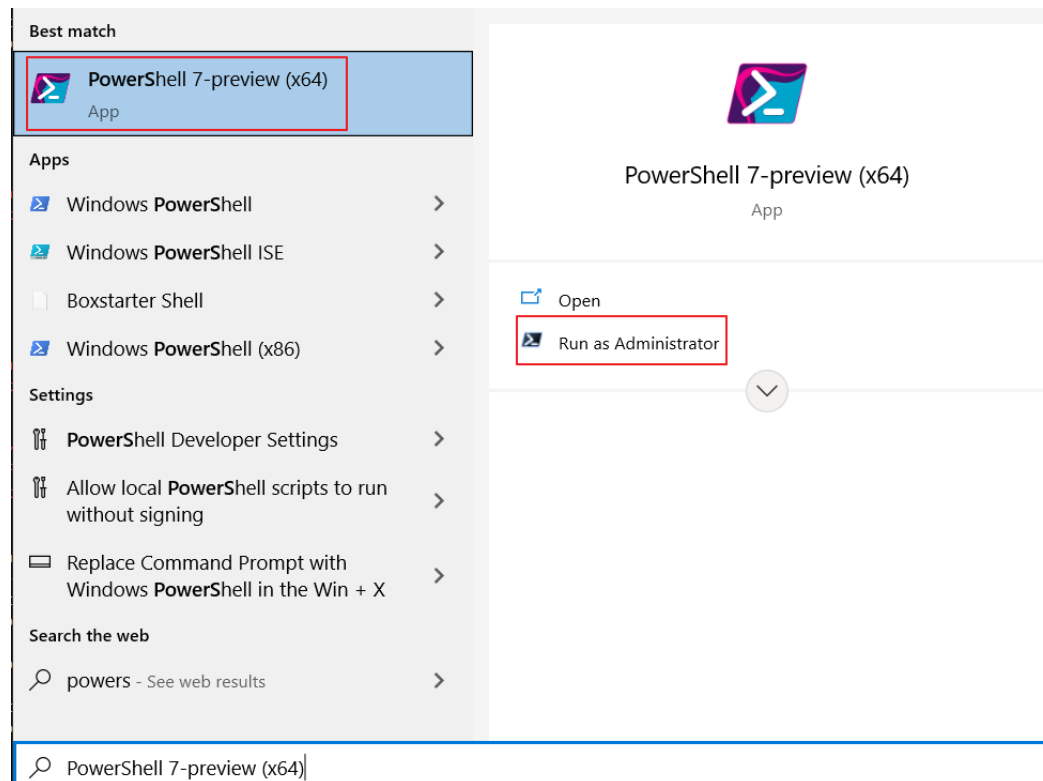 Best match
PowerShell 7-preview (x64)
App
Apps
Windows PowerShell
Windows PowerShell ISE
Boxstarter Shell
Windows PowerShell (x86)
Settings
PowerShell Developer Settings
Allow local PowerShell scripts to run
without signing
Replace Command Prompt with
Windows PowerShell in the Win + X
Search the web
powers - See web results
PowerShell 7-preview (x64)
PowerShell 7-preview (x64)
App
Open
Run as Administrator